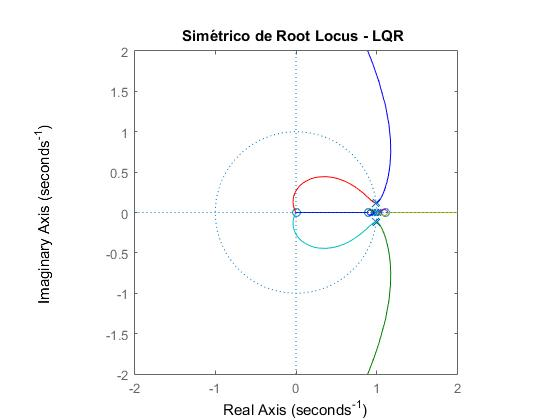 Simétrico de Root Locus - LQR
2
1.5
1
0.5
0
-0.5
-1
-1.5
-2
-2 -1 0 1 2
Imaginary Axis (seconds⁻¹)
Real Axis (seconds⁻¹)